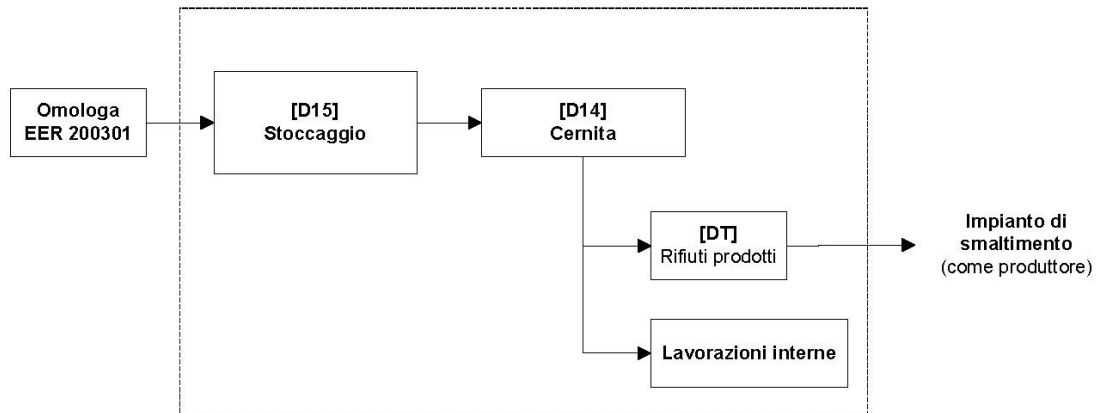 Omologa
EER 200301
[D15]
Stoccaggio
[D14]
Cernita
[DT]
Rifiuti prodotti
Impianto di
smaltimento
(come produttore)
Lavorazioni interne